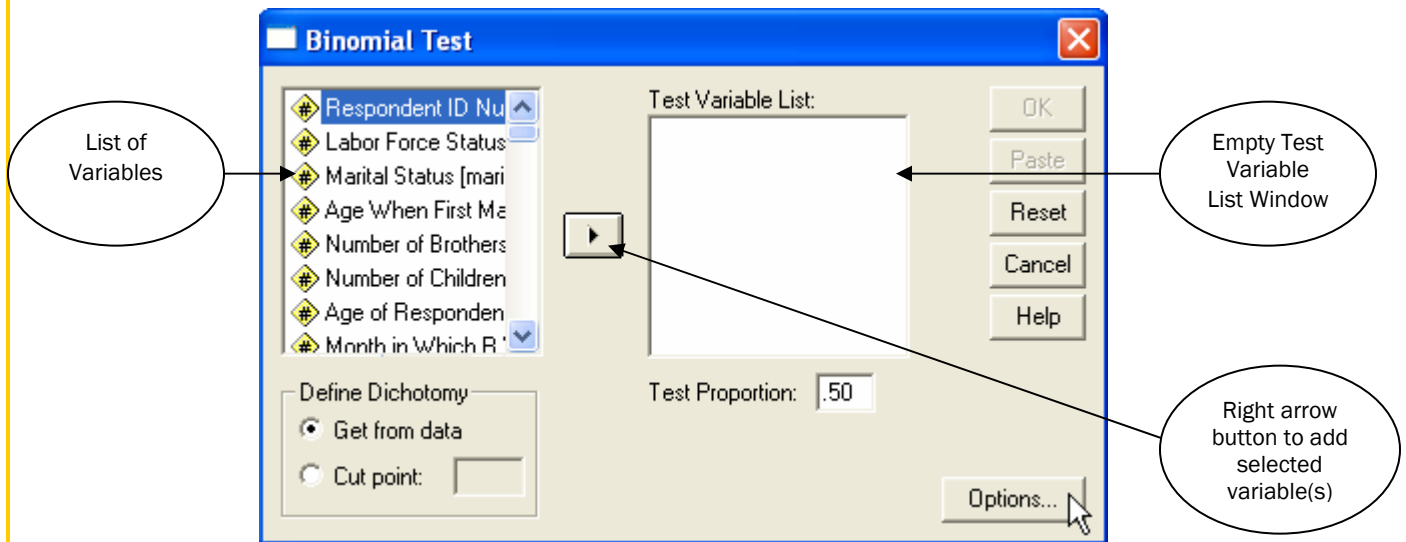 Binomial Test
List of
Variables
Respondent ID Nu
Labor Force Status
Marital Status [mari
Age When First Ma
Number of Brothers
Number of Children
Age of Responden
Month in Which R
Test Variable List:
OK
Paste
Reset
Cancel
Help
Empty Test
Variable
List Window
Define Dichotomy
Get from data
Cut point:
Test Proportion: .50
Options...
Right arrow
button to add
selected
variable(s)